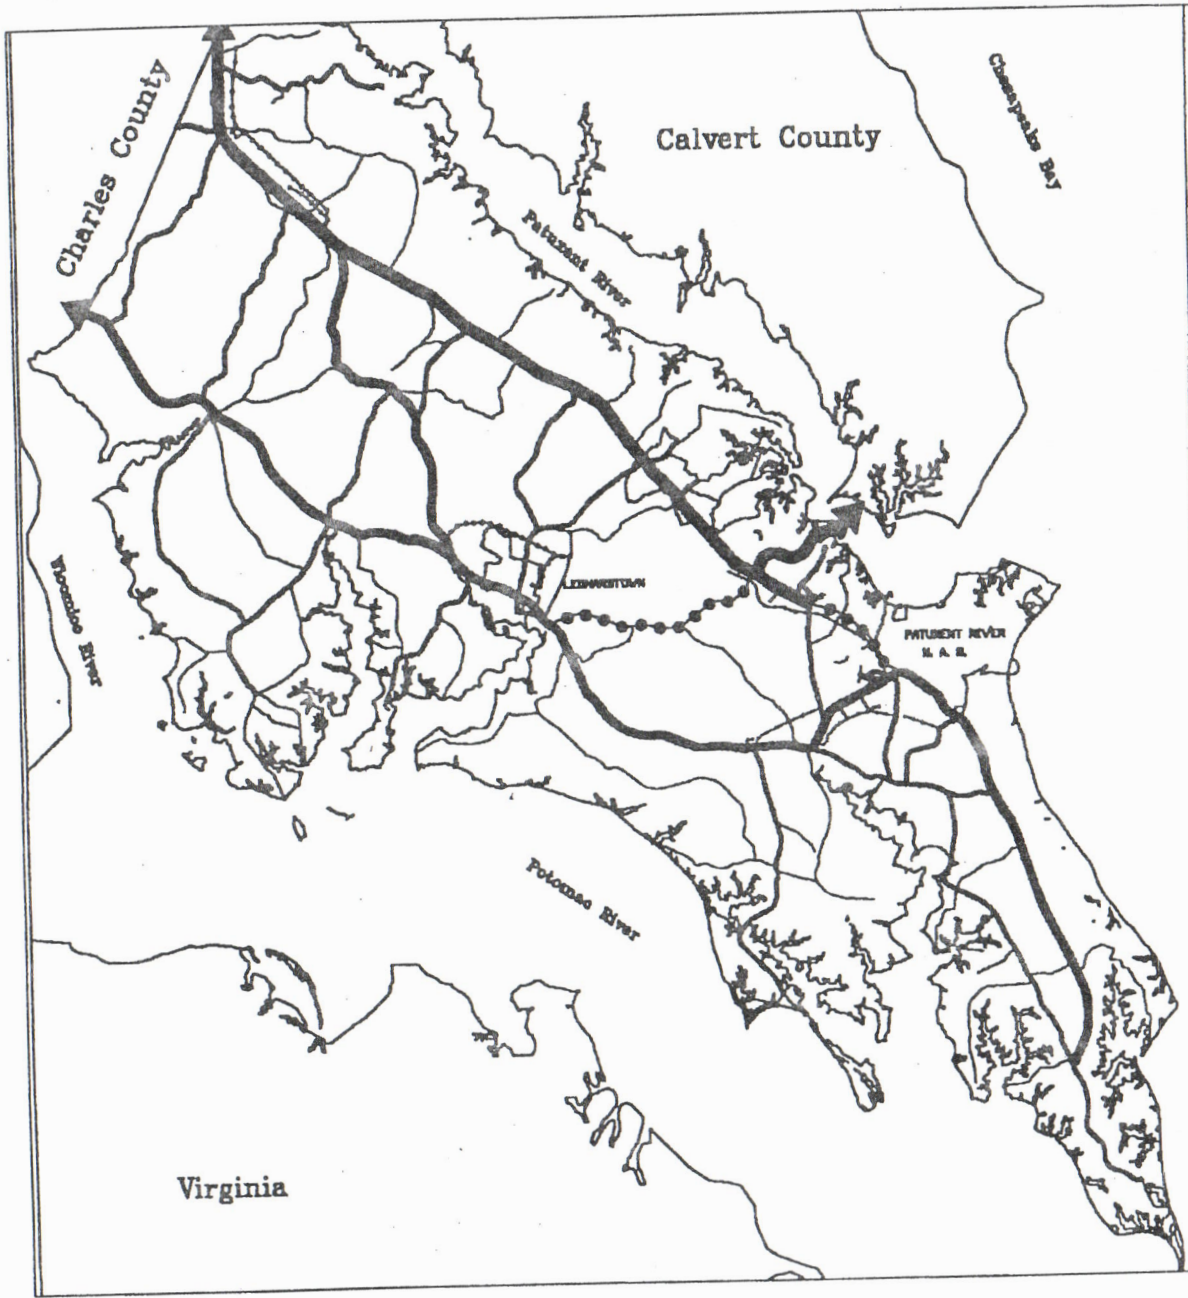 Charles County
Calvert County
Chesapeake Bay
Patuxent River
LEONARDTOWN
Wicomico River
PATUXENT RIVER
N. A. S.
Potomac River
Virginia